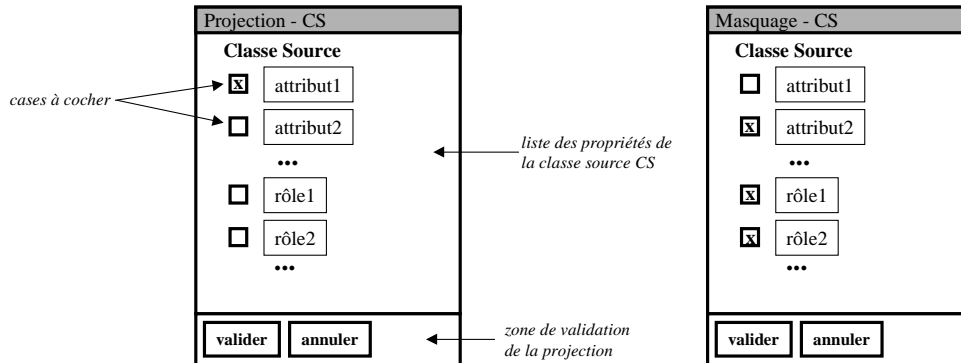 Projection - CS
Classe Source
x attribut1
attribut2
...
rôle1
rôle2
...
valider annuler
cases à cocher
liste des propriétés de
la classe source CS
zone de validation
de la projection
Masquage - CS
Classe Source
attribut1
x attribut2
...
x rôle1
x rôle2
...
valider annuler